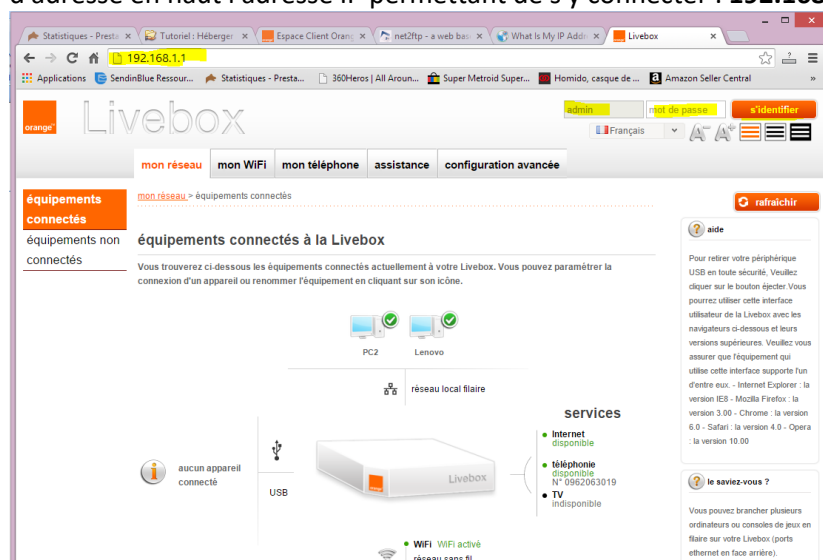 d'adresse en haut l'adresse IP permettant de s'y connecter : 192.168
Statistiques - Presta
Tutoriel : Héberger
Espace Client Orang
net2ftp - a web bas
What Is My IP Addr
Livebox
192.168.1.1
Applications
SendinBlue Ressour...
Statistiques - Presta...
360Heros | All Aroun...
Super Metroid Super...
Homido, casque de ...
Amazon Seller Central
»
orange
Livebox
admin
mot de passe
s'identifier
Français
A-
A+
mon réseau
mon WiFi
mon téléphone
assistance
configuration avancée
équipements
connectés
équipements non
connectés
mon réseau > équipements connectés
rafraîchir
équipements connectés à la Livebox
Vous trouverez ci-dessous les équipements connectés actuellement à votre Livebox. Vous pouvez paramétrer la
connexion d'un appareil ou renommer l'équipement en cliquant sur son icône.
PC2
Lenovo
réseau local filaire
aucun appareil
connecté
USB
Livebox
services
Internet
disponible
téléphonie
disponible
N° 0962063019
TV
indisponible
WiFi WiFi activé
réseau sans fil
aide
Pour retirer votre périphérique
USB en toute sécurité, Veuillez
cliquer sur le bouton éjecter.Vous
pourrez utiliser cette interface
utilisateur de la Livebox avec les
navigateurs ci-dessous et leurs
versions supérieures. Veuillez vous
assurer que l'équipement qui
utilise cette interface supporte l'un
d'entre eux. - Internet Explorer : la
version IE8 - Mozilla Firefox : la
version 3.00 - Chrome : la version
6.0 - Safari : la version 4.0 - Opera
: la version 10.00
le saviez-vous ?
Vous pouvez brancher plusieurs
ordinateurs ou consoles de jeux en
filaire sur votre Livebox (ports
ethernet en face arrière).